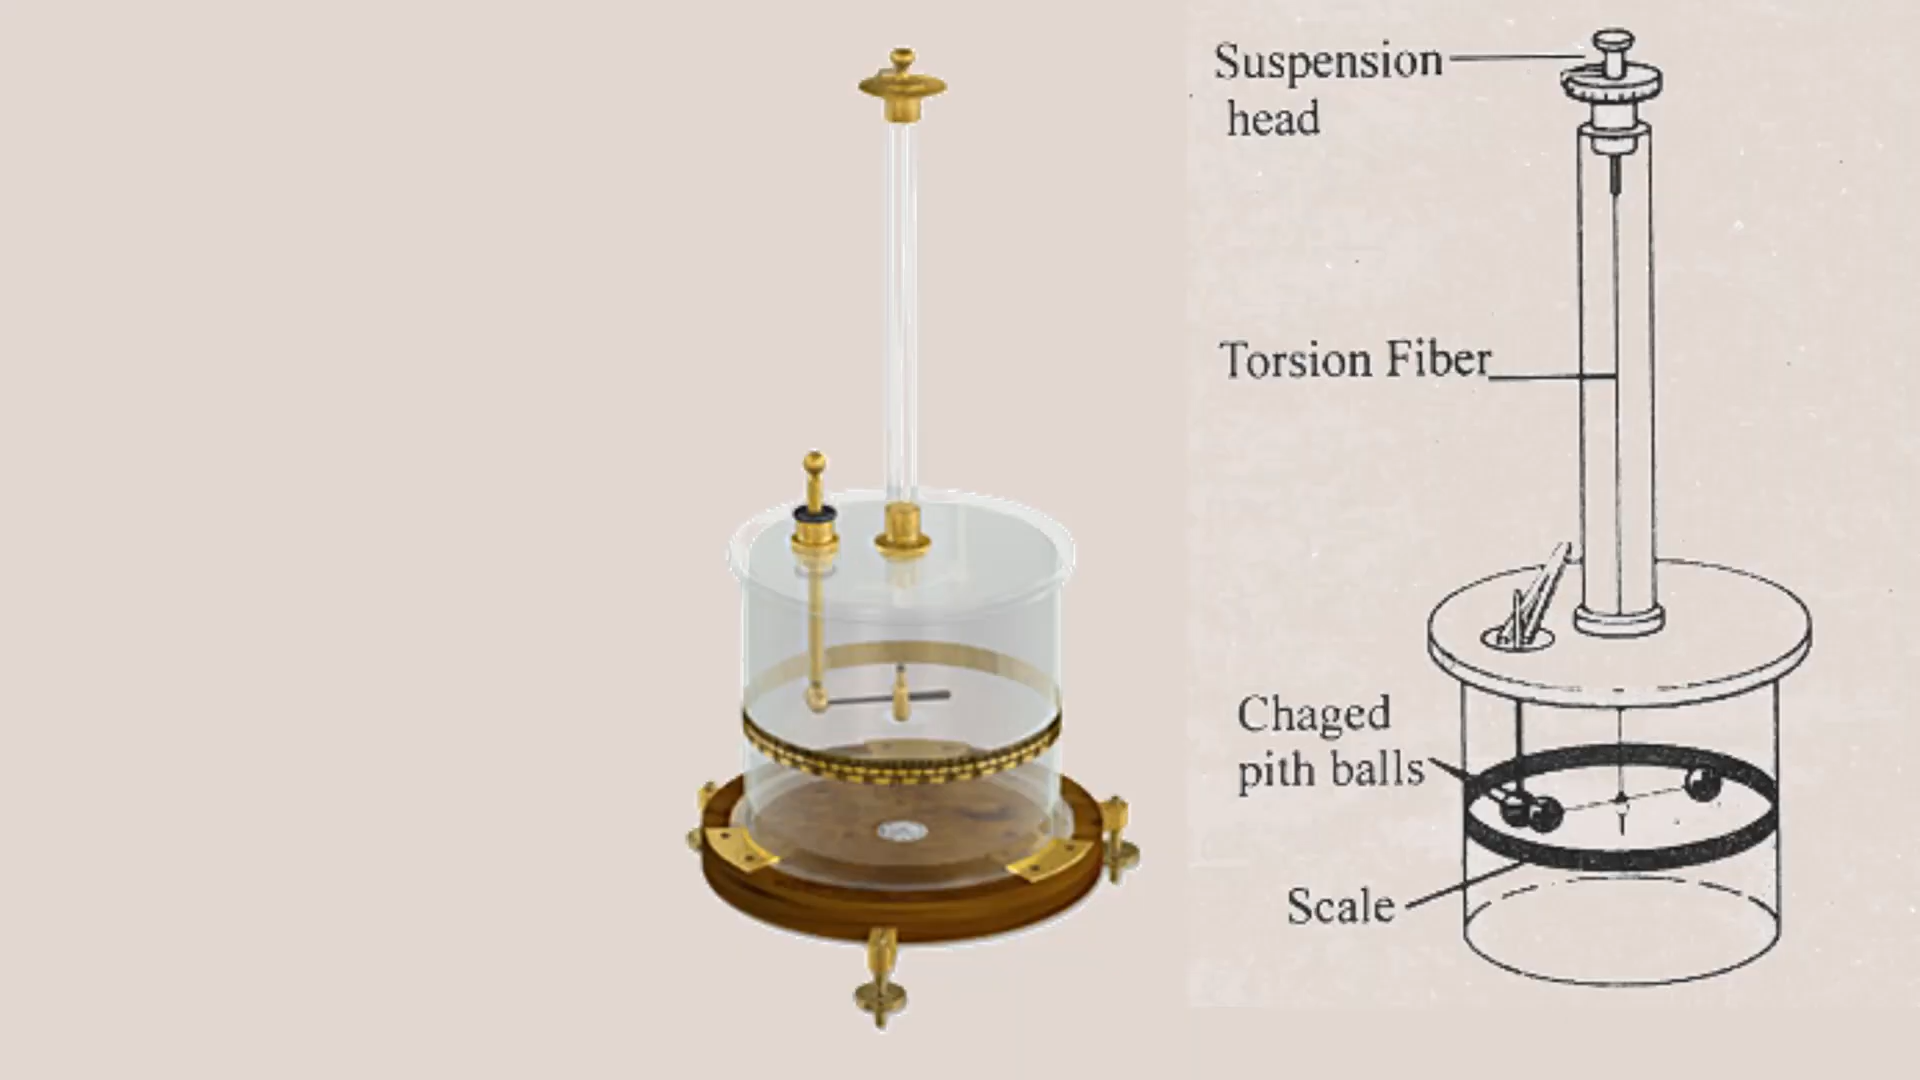 Suspension
head
Torsion Fiber
Chaged
pith balls
Scale